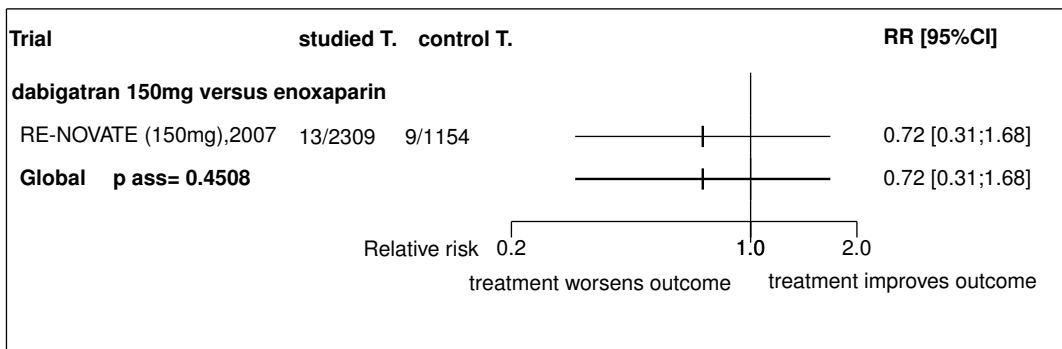 Trial studied T. control T. RR [95%CI]
dabigatran 150mg versus enoxaparin
RE-NOVATE (150mg),2007 13/2309 9/1154 0.72 [0.31;1.68]
Global p ass= 0.4508 0.72 [0.31;1.68]
Relative risk 0.2 1.0 2.0
treatment worsens outcome treatment improves outcome